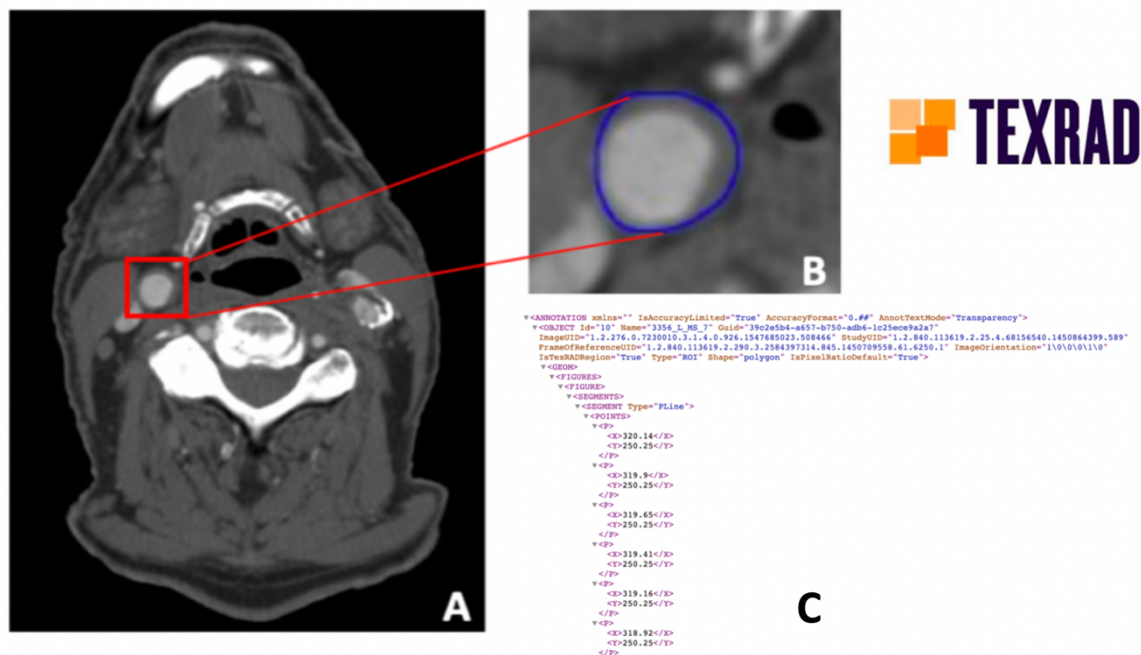 TEXRAD
B
<ANNOTATION xmlns="" IsAccuracyLimited="True" AccuracyFormat="0.##" AnnotTextMode="Transparency">
<OBJECT Id="10" Name="3356_L_MS_7" Guid="39c2e5b4-a657-b750-adb6-1c25ece9a2a7"
ImageUID="1.2.276.0.7230010.3.1.4.0.926.1547685023.508466" StudyUID="1.2.840.113619.2.25.4.68156540.1450864399.589"
FrameOfReferenceUID="1.2.840.113619.2.290.3.2584397314.845.1450709558.61.6250.1" ImageOrientation="1\0\0\0\1\0"
IsTexRADRegion="True" Type="ROI" Shape="polygon" IsPixelRatioDefault="True">
<GEOM>
<FIGURES>
<FIGURE>
<SEGMENTS>
<SEGMENT Type="PLine">
<POINTS>
<P>
<X>320.14</X>
<Y>250.25</Y>
</P>
<P>
<X>319.9</X>
<Y>250.25</Y>
</P>
<P>
<X>319.65</X>
<Y>250.25</Y>
</P>
<P>
<X>319.41</X>
<Y>250.25</Y>
</P>
<P>
<X>319.16</X>
<Y>250.25</Y>
</P>
<P>
<X>318.92</X>
<Y>250.25</Y>
</P>
A
C